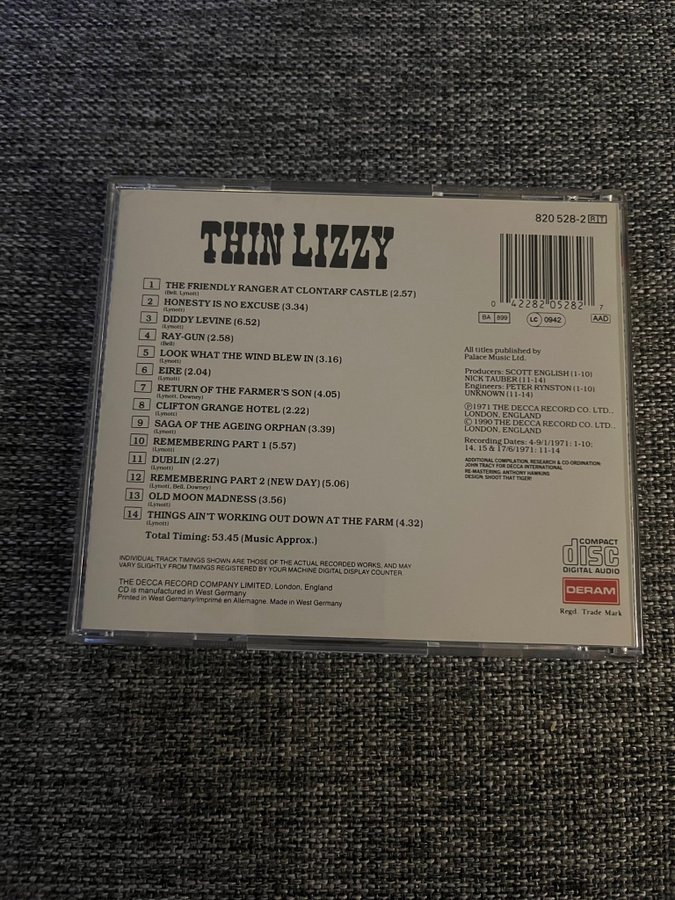 THIN LIZZY
1 THE FRIENDLY RANGER AT CLONTARF CASTLE (2.57)
(Bell, Lynott)
2 HONESTY IS NO EXCUSE (3.34)
(Lynott)
3 DIDDY LEVINE (6.52)
(Lynott)
4 RAY-GUN (2.58)
(Bell)
5 LOOK WHAT THE WIND BLEW IN (3.16)
(Lynott)
6 EIRE (2.04)
(Lynott)
7 RETURN OF THE FARMER'S SON (4.05)
(Lynott, Downey)
8 CLIFTON GRANGE HOTEL (2.22)
(Lynott)
9 SAGA OF THE AGEING ORPHAN (3.39)
(Lynott)
10 REMEMBERING PART 1 (5.57)
(Lynott)
11 DUBLIN (2.27)
(Lynott)
12 REMEMBERING PART 2 (NEW DAY) (5.06)
(Lynott, Bell, Downey)
13 OLD MOON MADNESS (3.56)
(Lynott)
14 THINGS AIN'T WORKING OUT DOWN AT THE FARM (4.32)
(Lynott)
Total Timing: 53.45 (Music Approx.)
INDIVIDUAL TRACK TIMINGS SHOWN ARE THOSE OF THE ACTUAL RECORDED WORKS, AND MAY
VARY SLIGHTLY FROM TIMINGS REGISTERED BY YOUR MACHINE DIGITAL DISPLAY COUNTER.
THE DECCA RECORD COMPANY LIMITED, London, England
CD is manufactured in West Germany
Printed in West Germany/Imprimé en Allemagne. Made in West Germany
820 528-2 RIT
0 42282 05282 7
BA 899
LC 0942
AAD
All titles published by
Palace Music Ltd.
Producers: SCOTT ENGLISH (1-10)
NICK TAUBER (11-14)
Engineers: PETER RYNSTON (1-10)
UNKNOWN (11-14)
Ⓟ 1971 THE DECCA RECORD CO. LTD.,
LONDON, ENGLAND
© 1990 THE DECCA RECORD CO. LTD.,
LONDON, ENGLAND
Recording Dates: 4-9/1/1971: 1-10;
14, 15 & 17/6/1971: 11-14
ADDITIONAL COMPILATION, RESEARCH & CO-ORDINATION:
JOHN TRACY FOR DECCA INTERNATIONAL
RE-MASTERING: ANTHONY HAWKINS
DESIGN: SHOOT THAT TIGER!
COMPACT
disc
DIGITAL AUDIO
DERAM
Regd. Trade Mark